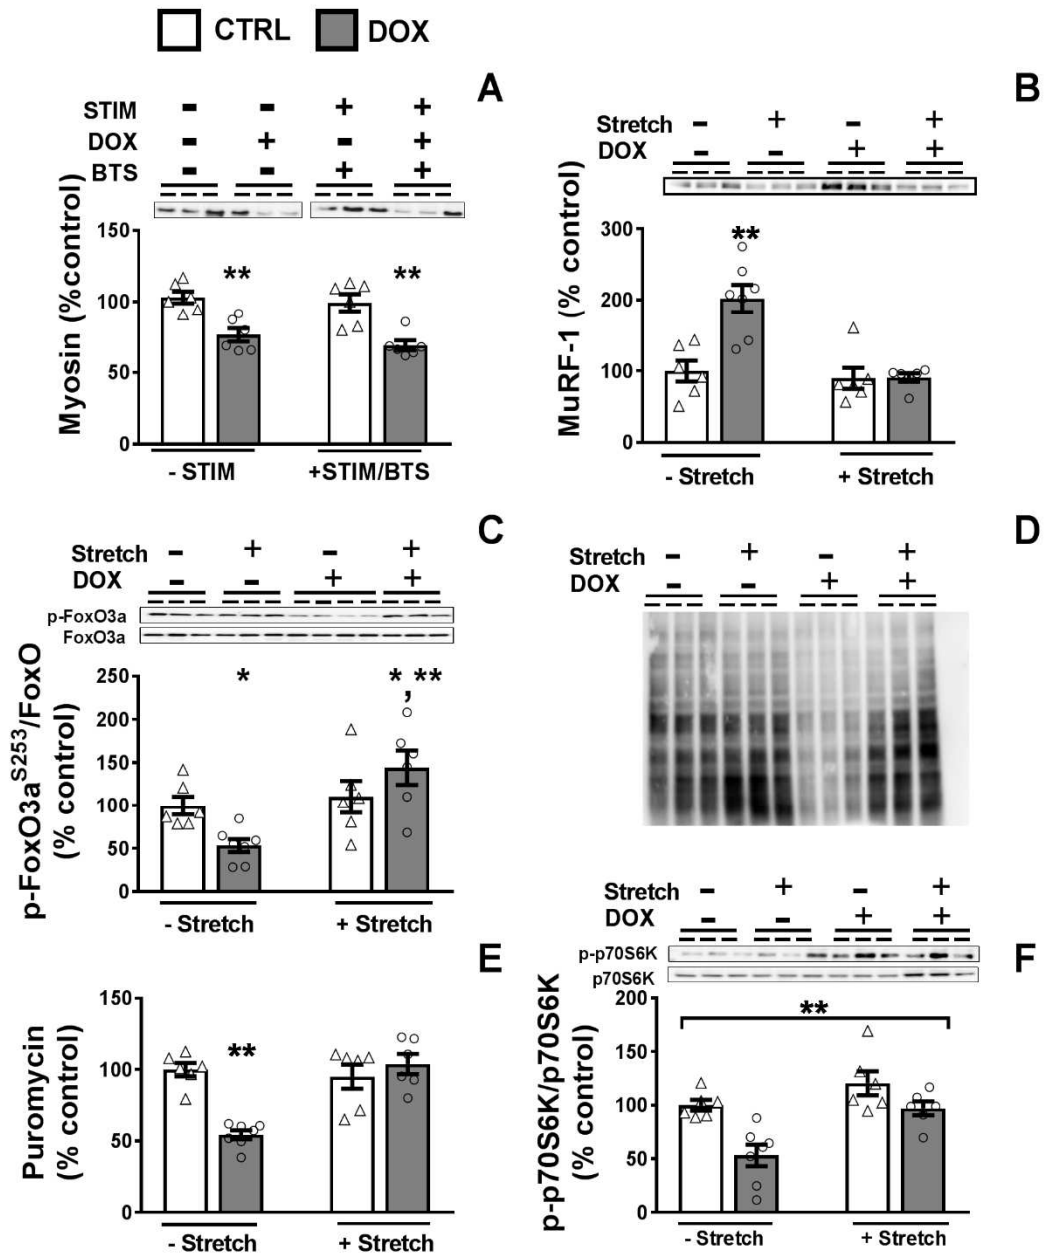 CTRL DOX
A
STIM - - + +
DOX - + - +
BTS - - + +
Myosin (%control)
150
100
50
0
** **
- STIM +STIM/BTS
B
Stretch - + - +
DOX - - + +
MuRF-1 (% control)
300
200
100
0
**
- Stretch + Stretch
C
Stretch - + - +
DOX - - + +
p-FoxO3a
FoxO3a
p-FoxO3aS253/FoxO
(% control)
250
200
150
100
50
0
* *,**
- Stretch + Stretch
D
Stretch - + - +
DOX - - + +
E
Puromycin
(% control)
150
100
50
0
**
- Stretch + Stretch
Stretch - + - +
DOX - - + +
F
p-p70S6K
p70S6K
p-p70S6K/p70S6K
(% control)
200
150
100
50
0
**
- Stretch + Stretch